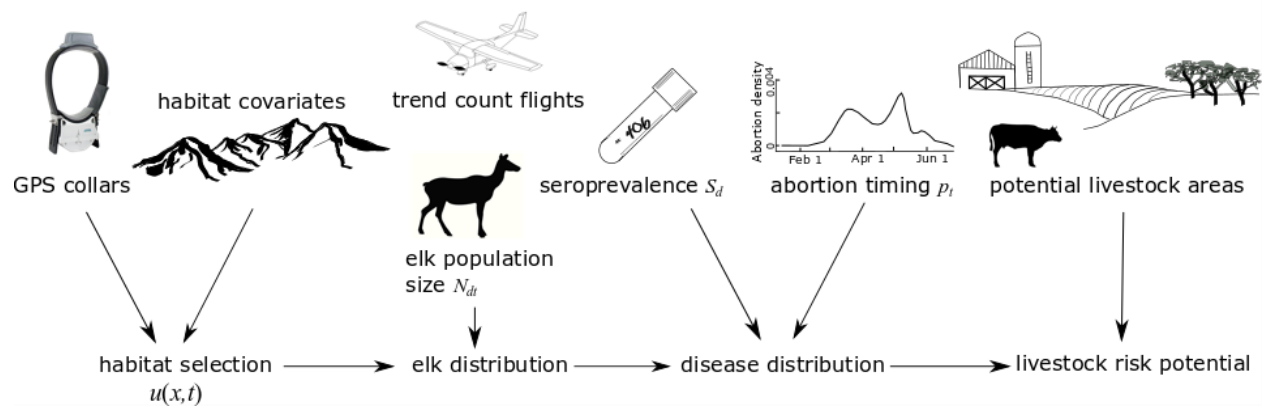 habitat covariates
trend count flights
- 406
Abortion density
0
0.004
Feb 1
Apr 1
Jun 1
GPS collars
seroprevalence S_d
abortion timing p_t
potential livestock areas
elk population
size N_dt
habitat selection
u(x,t)
elk distribution
disease distribution
livestock risk potential